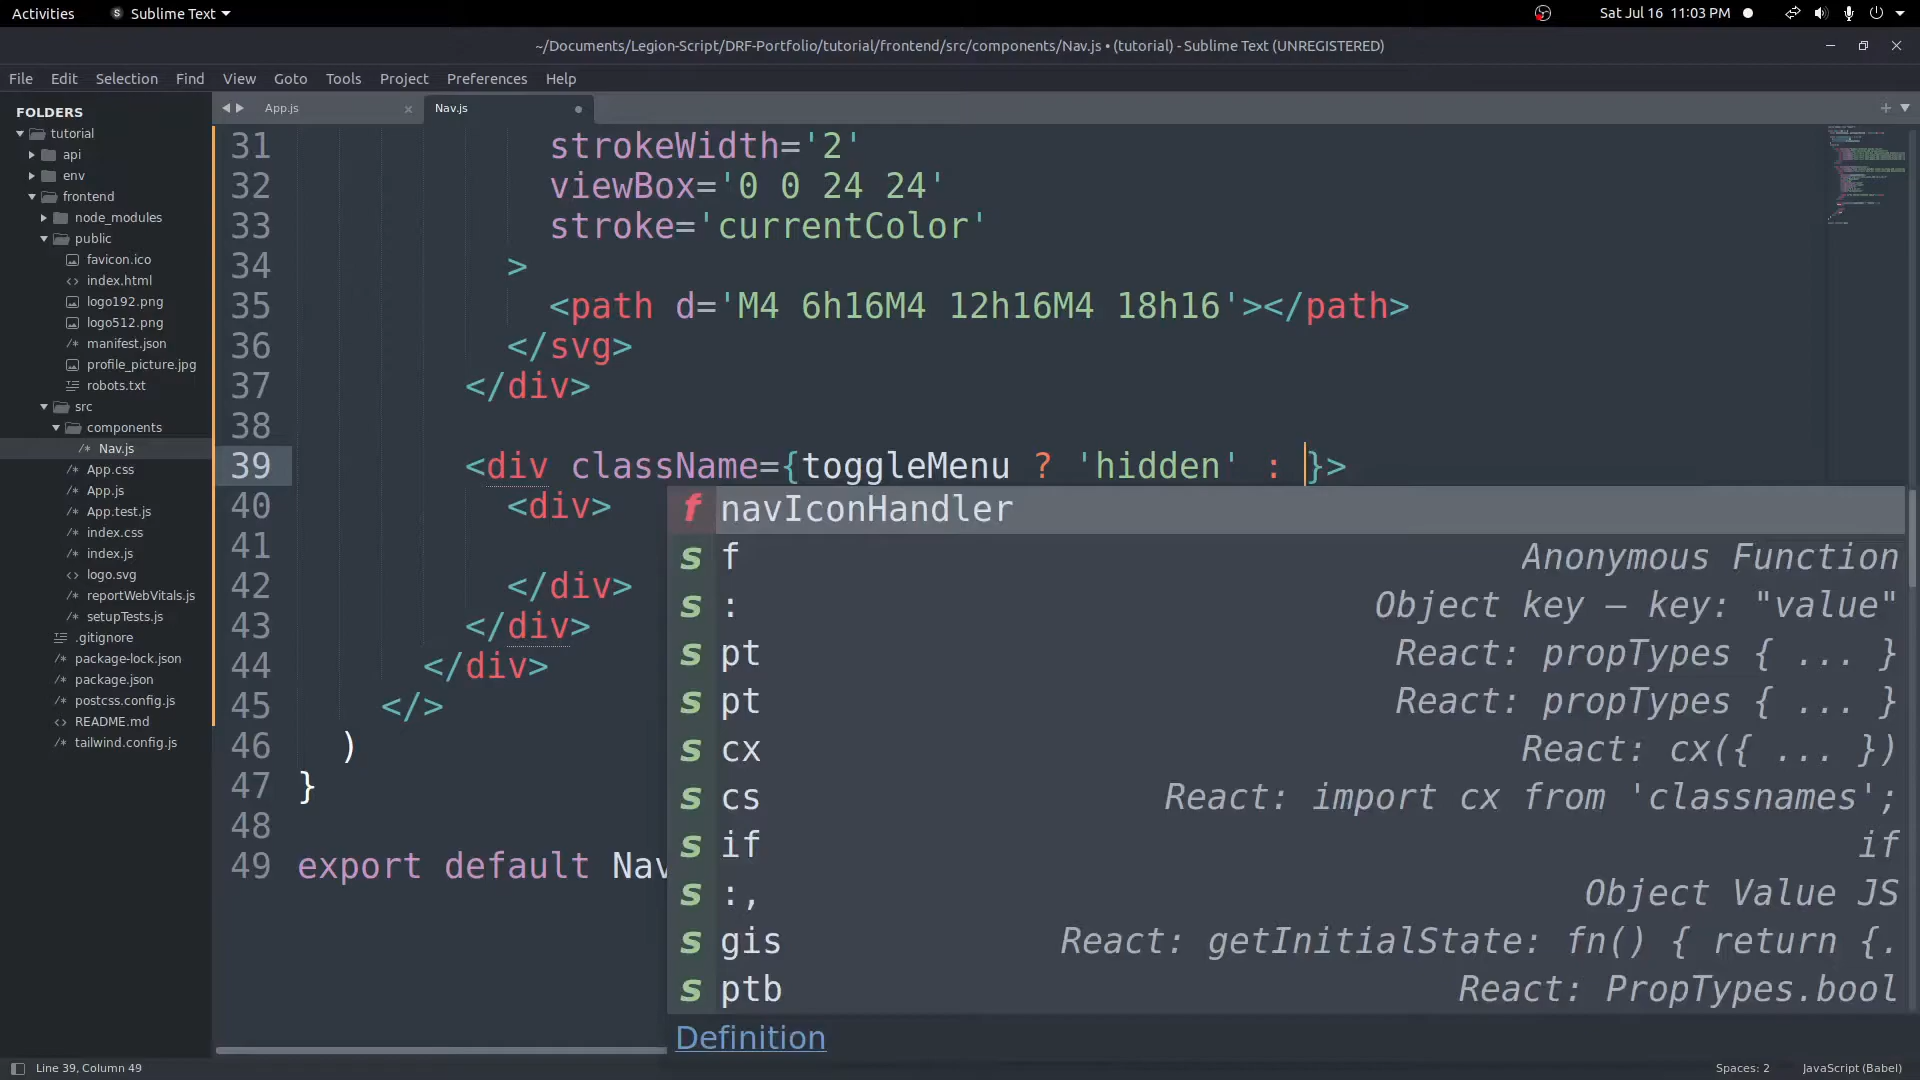 Activities
Sublime Text
Sat Jul 16 11:03 PM
~/Documents/Legion-Script/DRF-Portfolio/tutorial/frontend/src/components/Nav.js • (tutorial) - Sublime Text (UNREGISTERED)
File Edit Selection Find View Goto Tools Project Preferences Help
FOLDERS
tutorial
api
env
frontend
node_modules
public
favicon.ico
index.html
logo192.png
logo512.png
manifest.json
profile_picture.jpg
robots.txt
src
components
Nav.js
App.css
App.js
App.test.js
index.css
index.js
logo.svg
reportWebVitals.js
setupTests.js
.gitignore
package-lock.json
package.json
postcss.config.js
README.md
tailwind.config.js
App.js
Nav.js
31 strokeWidth='2'
32 viewBox='0 0 24 24'
33 stroke='currentColor'
34 >
35 <path d='M4 6h16M4 12h16M4 18h16'></path>
36 </svg>
37 </div>
38
39 <div className={toggleMenu ? 'hidden' : }>
40 <div>
41
42 </div>
43 </div>
44 </div>
45 </>
46 )
47 }
48
49 export default Nav
f navIconHandler
s f Anonymous Function
s : Object key — key: "value"
s pt React: propTypes { ... }
s pt React: propTypes { ... }
s cx React: cx({ ... })
s cs React: import cx from 'classnames';
s if if
s :, Object Value JS
s gis React: getInitialState: fn() { return {.
s ptb React: PropTypes.bool
Definition
Line 39, Column 49
Spaces: 2
JavaScript (Babel)